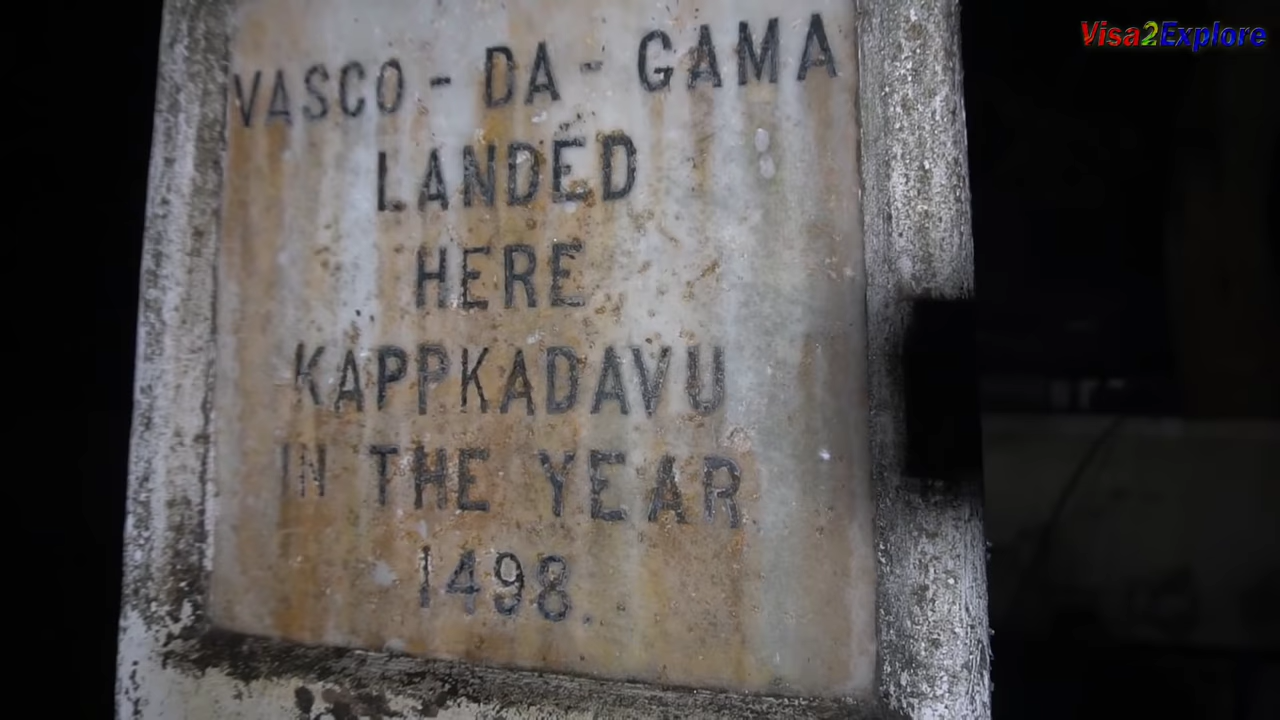 Visa2Explore
VASCO - DA - GAMA
LANDED
HERE
KAPPKADAVU
IN THE YEAR
1498.